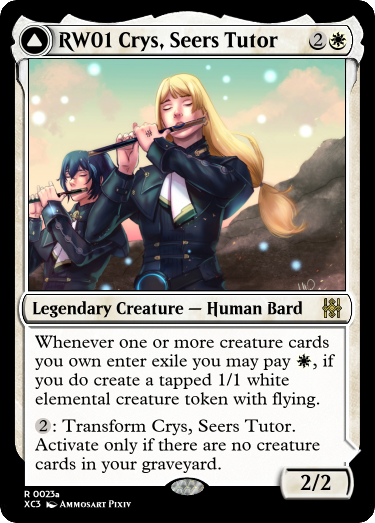 RW01 Crys, Seers Tutor 2
Legendary Creature — Human Bard
Whenever one or more creature cards
you own enter exile you may pay , if
you do create a tapped 1/1 white
elemental creature token with flying.
2: Transform Crys, Seers Tutor.
Activate only if there are no creature
cards in your graveyard.
2/2
R 0023a
XC3 Ammosart Pixiv